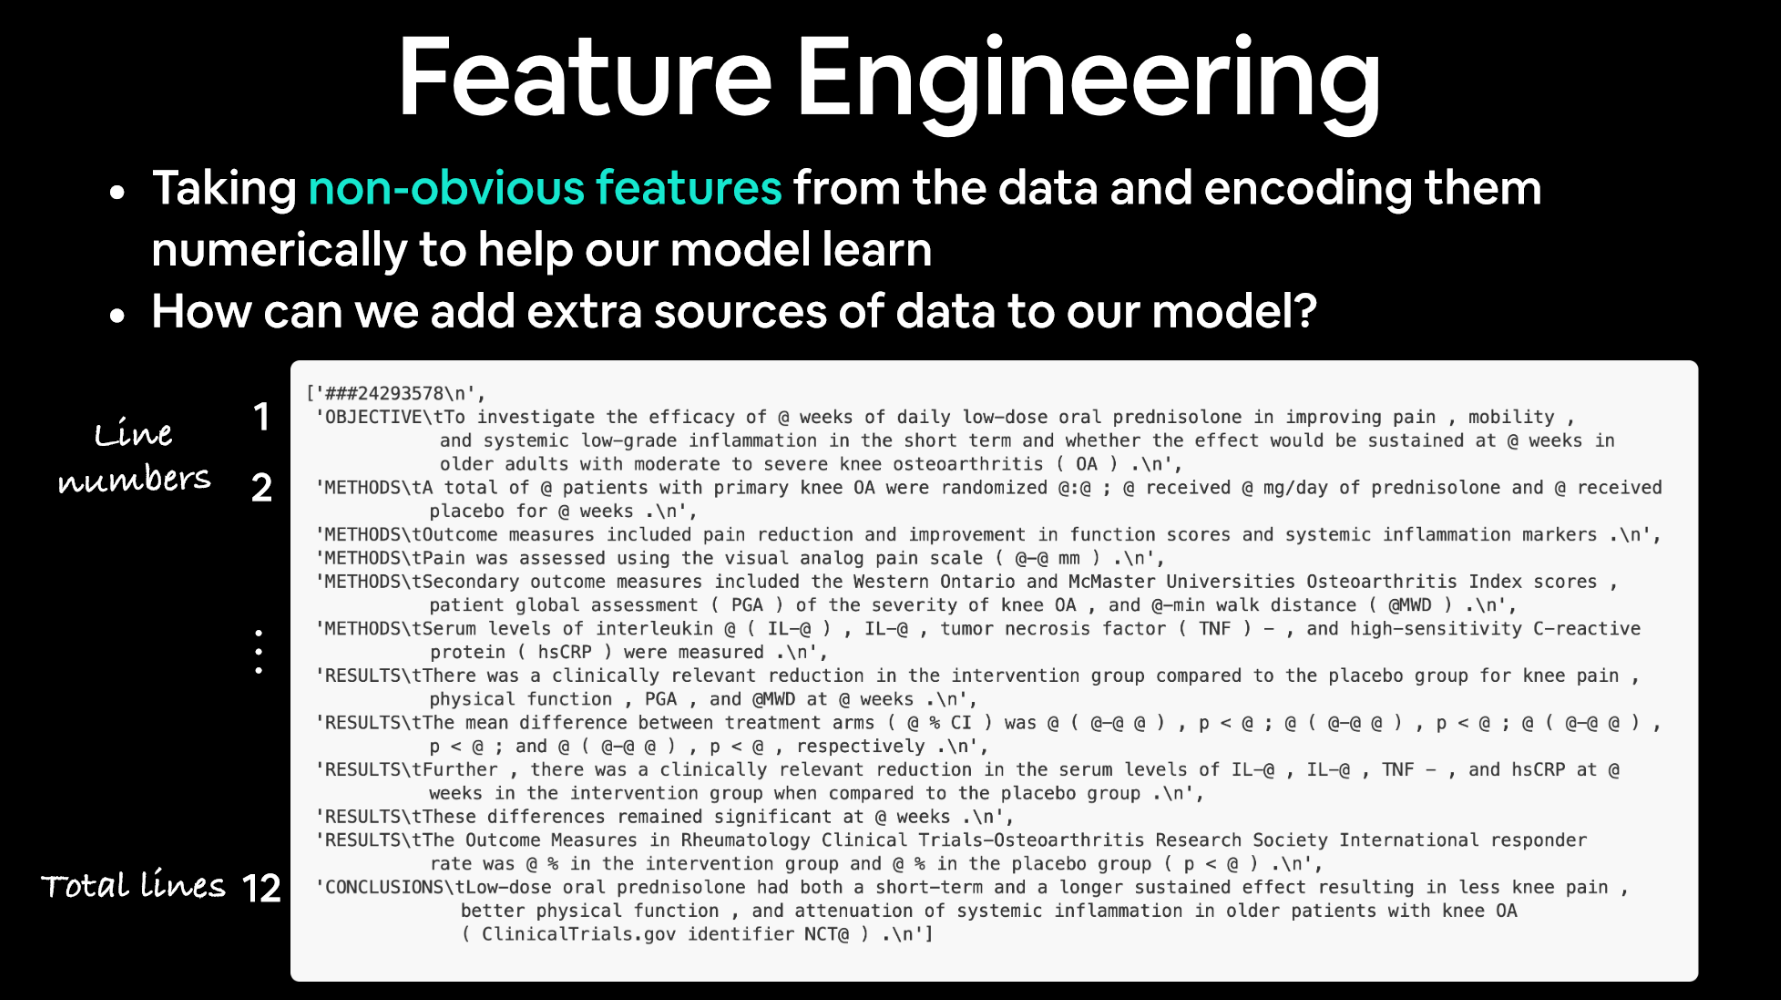 Feature Engineering
• Taking non-obvious features from the data and encoding them
numerically to help our model learn
• How can we add extra sources of data to our model?
['###24293578\n',
Line numbers
1
'OBJECTIVE\tTo investigate the efficacy of @ weeks of daily low-dose oral prednisolone in improving pain , mobility ,
and systemic low-grade inflammation in the short term and whether the effect would be sustained at @ weeks in
older adults with moderate to severe knee osteoarthritis ( OA ) .\n',
2
'METHODS\tA total of @ patients with primary knee OA were randomized @:@ ; @ received @ mg/day of prednisolone and @ received
placebo for @ weeks .\n',
'METHODS\tOutcome measures included pain reduction and improvement in function scores and systemic inflammation markers .\n',
'METHODS\tPain was assessed using the visual analog pain scale ( @-@ mm ) .\n',
'METHODS\tSecondary outcome measures included the Western Ontario and McMaster Universities Osteoarthritis Index scores ,
patient global assessment ( PGA ) of the severity of knee OA , and @-min walk distance ( @MWD ) .\n',
'METHODS\tSerum levels of interleukin @ ( IL-@ ) , IL-@ , tumor necrosis factor ( TNF ) - , and high-sensitivity C-reactive
protein ( hsCRP ) were measured .\n',
'RESULTS\tThere was a clinically relevant reduction in the intervention group compared to the placebo group for knee pain ,
physical function , PGA , and @MWD at @ weeks .\n',
'RESULTS\tThe mean difference between treatment arms ( @ % CI ) was @ ( @-@ @ ) , p < @ ; @ ( @-@ @ ) , p < @ ; @ ( @-@ @ ) ,
p < @ ; and @ ( @-@ @ ) , p < @ , respectively .\n',
'RESULTS\tFurther , there was a clinically relevant reduction in the serum levels of IL-@ , IL-@ , TNF - , and hsCRP at @
weeks in the intervention group when compared to the placebo group .\n',
'RESULTS\tThese differences remained significant at @ weeks .\n',
'RESULTS\tThe Outcome Measures in Rheumatology Clinical Trials-Osteoarthritis Research Society International responder
rate was @ % in the intervention group and @ % in the placebo group ( p < @ ) .\n',
Total lines 12
'CONCLUSIONS\tLow-dose oral prednisolone had both a short-term and a longer sustained effect resulting in less knee pain ,
better physical function , and attenuation of systemic inflammation in older patients with knee OA
( ClinicalTrials.gov identifier NCT@ ) .\n']